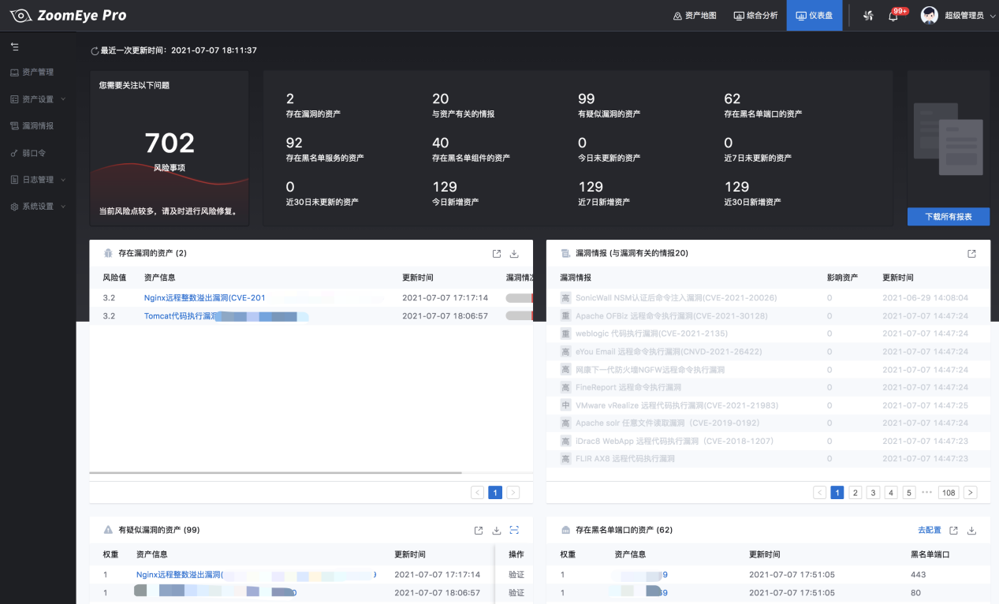 ZoomEye Pro
资产地图
综合分析
仪表盘
99+
超级管理员
资产管理
资产设置
漏洞情报
弱口令
日志管理
系统设置
最近一次更新时间：2021-07-07 18:11:37
您需要关注以下问题
702
风险事项
当前风险点较多，请及时进行风险修复。
2
存在漏洞的资产
20
与资产有关的情报
99
有疑似漏洞的资产
62
存在黑名单端口的资产
92
存在黑名单服务的资产
40
存在黑名单组件的资产
0
今日未更新的资产
0
近7日未更新的资产
0
近30日未更新的资产
129
今日新增资产
129
近7日新增资产
129
近30日新增资产
下载所有报表
存在漏洞的资产 (2)
风险值 资产信息 更新时间 漏洞情
3.2 Nginx远程整数溢出漏洞(CVE-201 2021-07-07 17:17:14
3.2 Tomcat代码执行漏洞 2021-07-07 18:06:57
1
漏洞情报 (与漏洞有关的情报20)
漏洞情报 影响资产 更新时间
高 SonicWall NSM认证后命令注入漏洞(CVE-2021-20026) 0 2021-06-29 14:08:04
重 Apache OFBiz 远程命令执行漏洞(CVE-2021-30128) 0 2021-07-07 14:47:24
重 weblogic 代码执行漏洞(CVE-2021-2135) 0 2021-07-07 14:47:24
高 eYou Email 远程命令执行漏洞(CNVD-2021-26422) 0 2021-07-07 14:47:24
高 网康下一代防火墙NGFW远程命令执行漏洞 0 2021-07-07 14:47:24
高 FineReport 远程命令执行漏洞 0 2021-07-07 14:47:24
中 VMware vRealize 远程代码执行漏洞(CVE-2021-21983) 0 2021-07-07 14:47:25
高 Apache solr 任意文件读取漏洞（CVE-2019-0192) 0 2021-07-07 14:47:24
高 iDrac8 WebApp 远程代码执行漏洞（CVE-2018-1207) 0 2021-07-07 14:47:23
高 FLIR AX8 远程代码执行漏洞 0 2021-07-07 14:47:23
1 2 3 4 5 ••• 108
有疑似漏洞的资产 (99)
权重 资产信息 更新时间 操作
1 Nginx远程整数溢出漏洞( ) 2021-07-07 17:17:14 验证
1 0 2021-07-07 18:06:57 验证
存在黑名单端口的资产 (62)
去配置
权重 资产信息 更新时间 黑名单端口
1 9 2021-07-07 17:51:05 443
1 59 2021-07-07 17:51:05 80